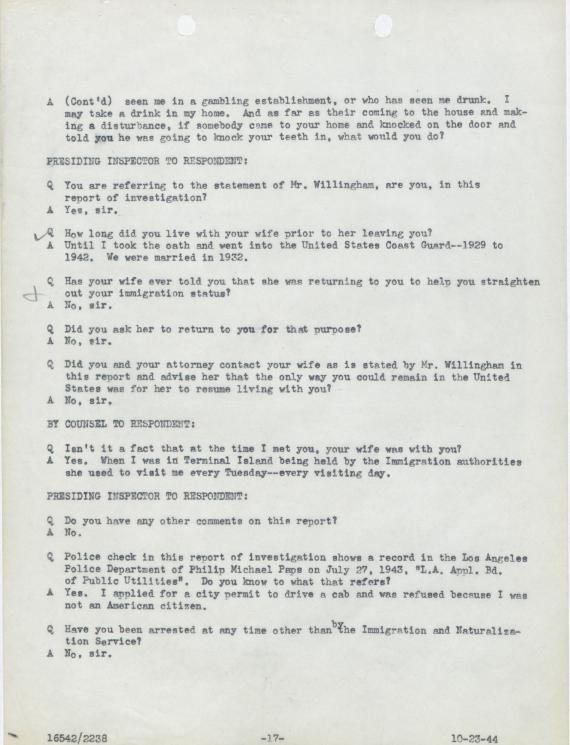 A (Cont'd) seen me in a gambling establishment, or who has seen me drunk. I
may take a drink in my home. And as far as their coming to the house and mak-
ing a disturbance, if somebody came to your home and knocked on the door and
told you he was going to knock your teeth in, what would you do?
PRESIDING INSPECTOR TO RESPONDENT:
Q You are referring to the statement of Mr. Willingham, are you, in this
report of investigation?
A Yes, sir.
Q How long did you live with your wife prior to her leaving you?
A Until I took the oath and went into the United States Coast Guard--1929 to
1942. We were married in 1932.
Q Has your wife ever told you that she was returning to you to help you straighten
out your immigration status?
A No, sir.
Q Did you ask her to return to you for that purpose?
A No, sir.
Q Did you and your attorney contact your wife as is stated by Mr. Willingham in
this report and advise her that the only way you could remain in the United
States was for her to resume living with you?
A No, sir.
BY COUNSEL TO RESPONDENT:
Q Isn't it a fact that at the time I met you, your wife was with you?
A Yes. When I was in Terminal Island being held by the Immigration authorities
she used to visit me every Tuesday--every visiting day.
PRESIDING INSPECTOR TO RESPONDENT:
Q Do you have any other comments on this report?
A No.
Q Police check in this report of investigation shows a record in the Los Angeles
Police Department of Philip Michael Paps on July 27, 1943, "L.A. Appl. Bd.
of Public Utilities". Do you know to what that refers?
A Yes. I applied for a city permit to drive a cab and was refused because I was
not an American citizen.
Q Have you been arrested at any time other than by the Immigration and Naturaliza-
tion Service?
A No, sir.
16542/2238 -17- 10-23-44